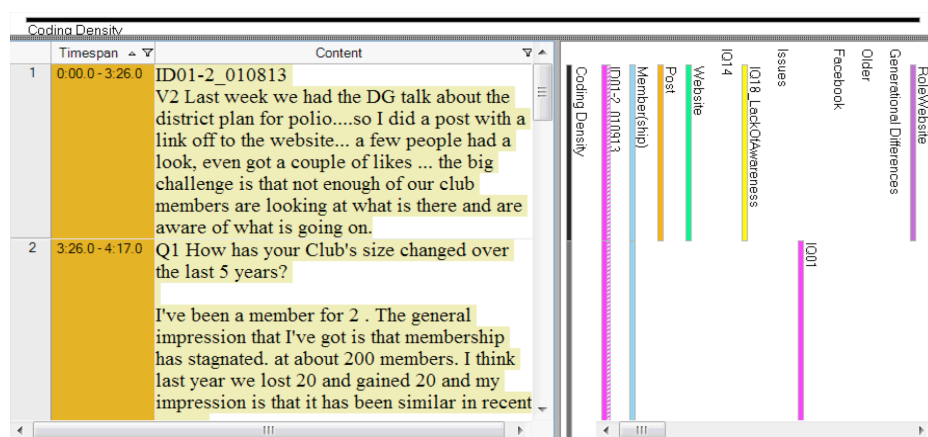 Coding Density
Timespan
Content
1
0:00.0 - 3:26.0
ID01-2_010813
V2 Last week we had the DG talk about the
district plan for polio....so I did a post with a
link off to the website... a few people had a
look, even got a couple of likes ... the big
challenge is that not enough of our club
members are looking at what is there and are
aware of what is going on.
2
3:26.0 - 4:17.0
Q1 How has your Club's size changed over
the last 5 years?
I've been a member for 2 . The general
impression that I've got is that membership
has stagnated. at about 200 members. I think
last year we lost 20 and gained 20 and my
impression is that it has been similar in recent
Coding Density
ID01-2_010913
Member(ship)
Post
Website
IQ14
IQ18_LackOfAwareness
Issues
IQ01
Facebook
Older
Generational Differences
RoleWebsite